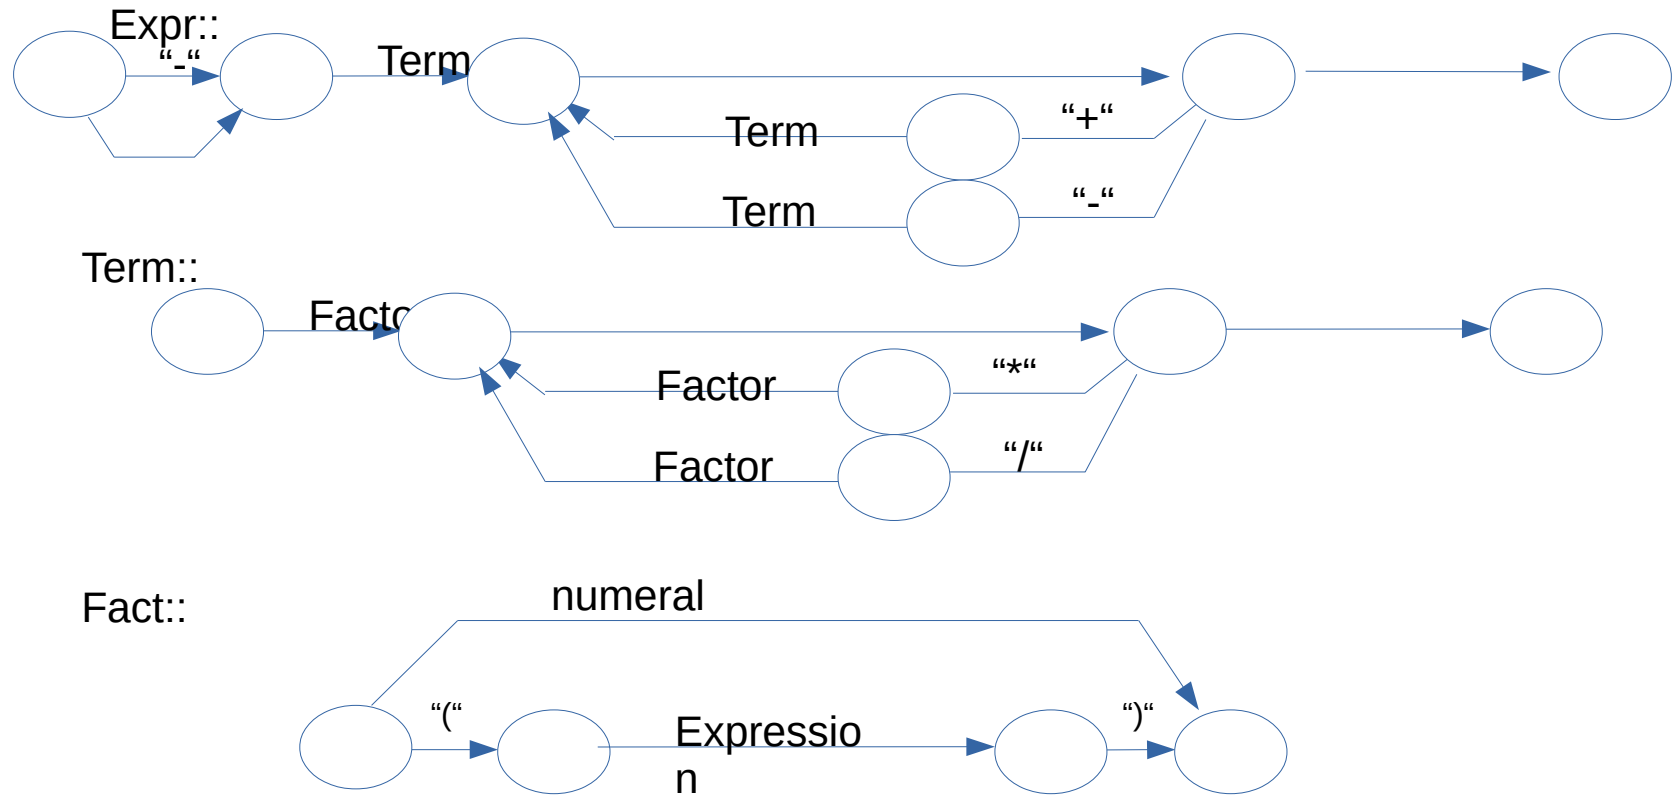 Expr::
“-“
Term
Term
“+“
Term
“-“
Term::
Facto
Factor
“*“
Factor
“/“
Fact::
numeral
“(“
Expressio
n
“)“